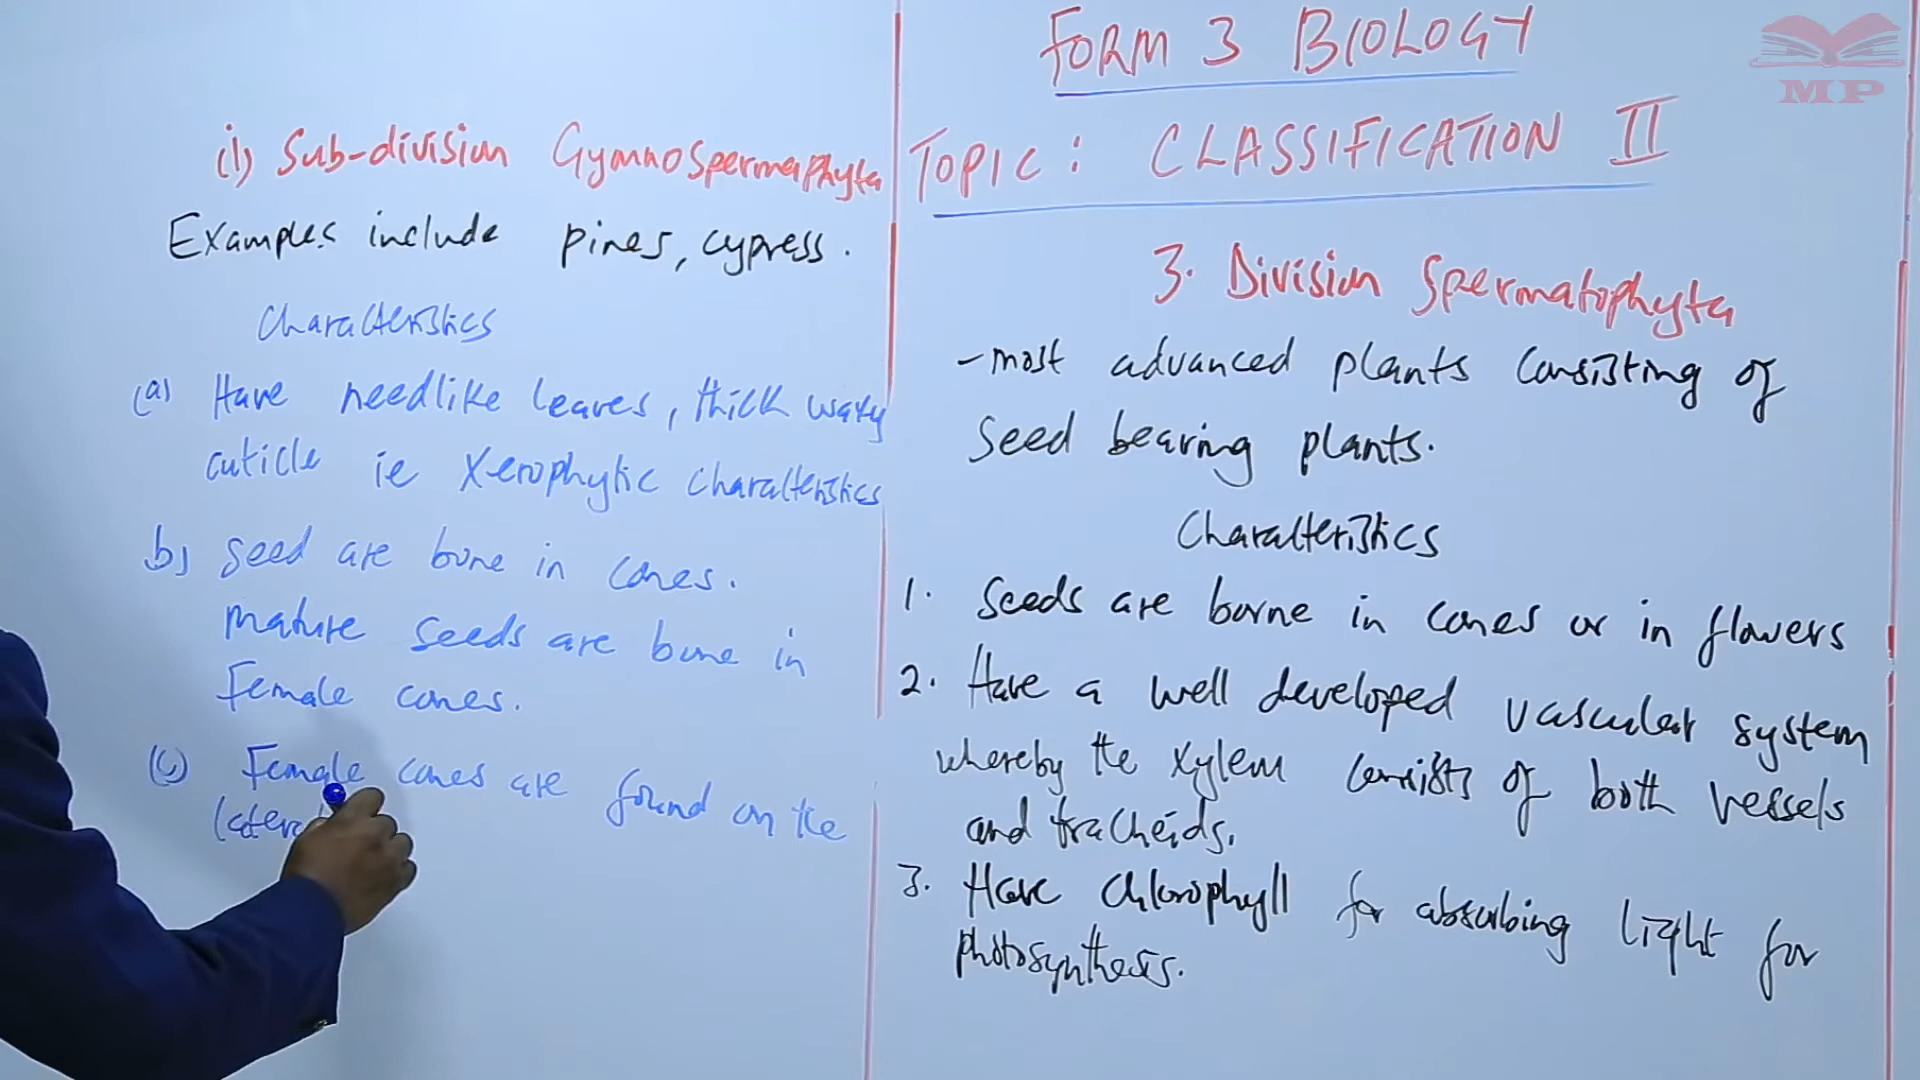 FORM 3 BIOLOGY
TOPIC: CLASSIFICATION II
3. Division Spermatophyta
-most advanced plants consisting of
seed bearing plants.
Characteristics
1. Seeds are borne in cones or in flowers
2. Have a well developed vascular system
whereby the xylem consists of both vessels
and tracheids.
3. Have chlorophyll for absorbing light for
photosynthesis.
(i) Sub-division Gymnospermaphyta
Examples include pines, cypress.
Characteristics
(a) Have needlike leaves, thick waxy
cuticle ie Xerophytic characteristics
b) seed are bone in cones.
mature seeds are bone in
Female cones.
(c) Female cones are found on the
MP